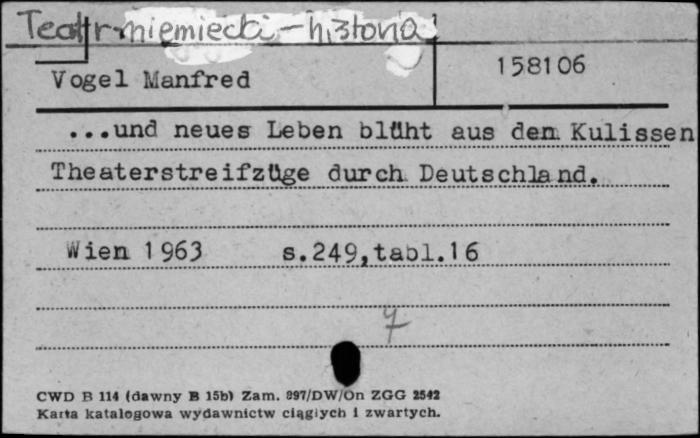 Teatr niemiecki - historia
Vogel Manfred 158106
...und neues Leben blüht aus den Kulissen
Theaterstreifzüge durch Deutschland.
Wien 1963 s.249,tabl.16
7
CWD B 114 (dawny B 15b) Zam. 897/DW/On ZGG 2542
Karta katalogowa wydawnictw ciągłych i zwartych.